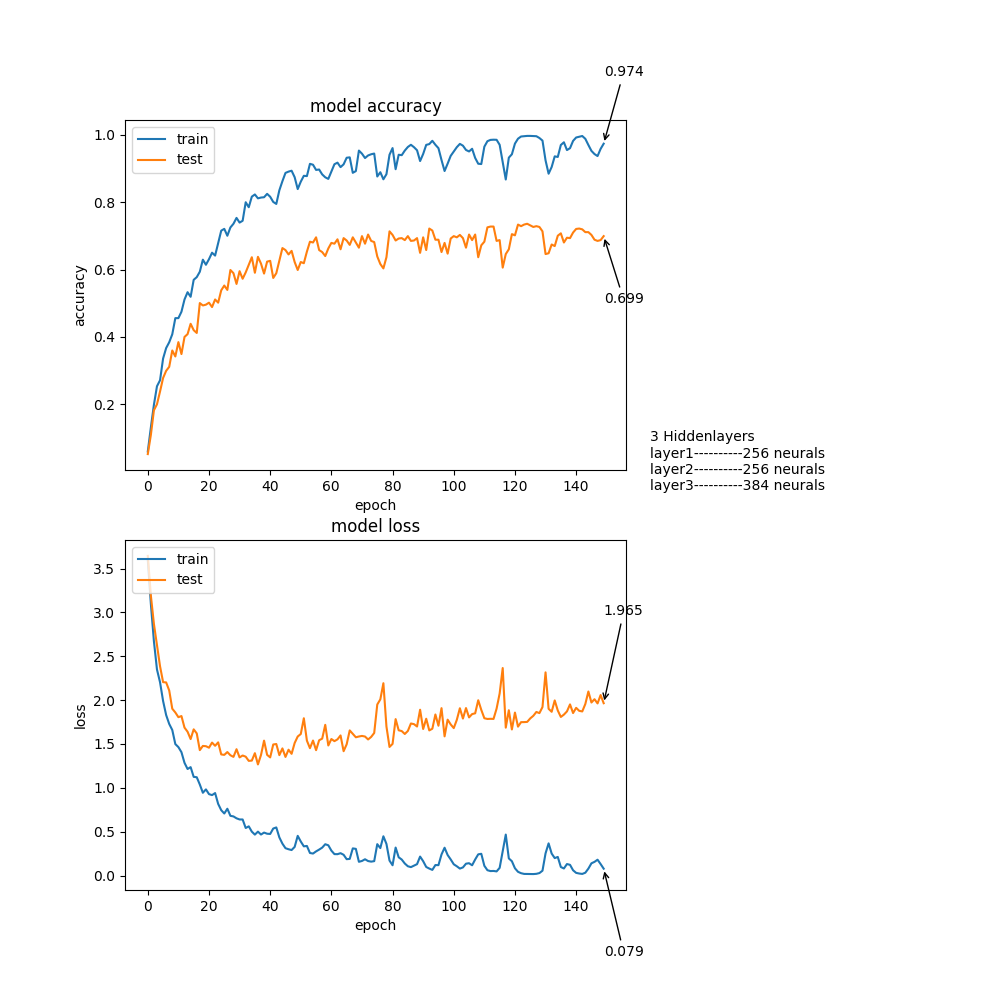 0.974
model accuracy
train
test
1.0
0.8
0.6
0.4
0.2
accuracy
0.699
0 20 40 60 80 100 120 140
epoch
3 Hiddenlayers
layer1----------256 neurals
layer2----------256 neurals
layer3----------384 neurals
model loss
train
test
3.5
3.0
2.5
2.0
1.5
1.0
0.5
0.0
loss
1.965
0 20 40 60 80 100 120 140
epoch
0.079